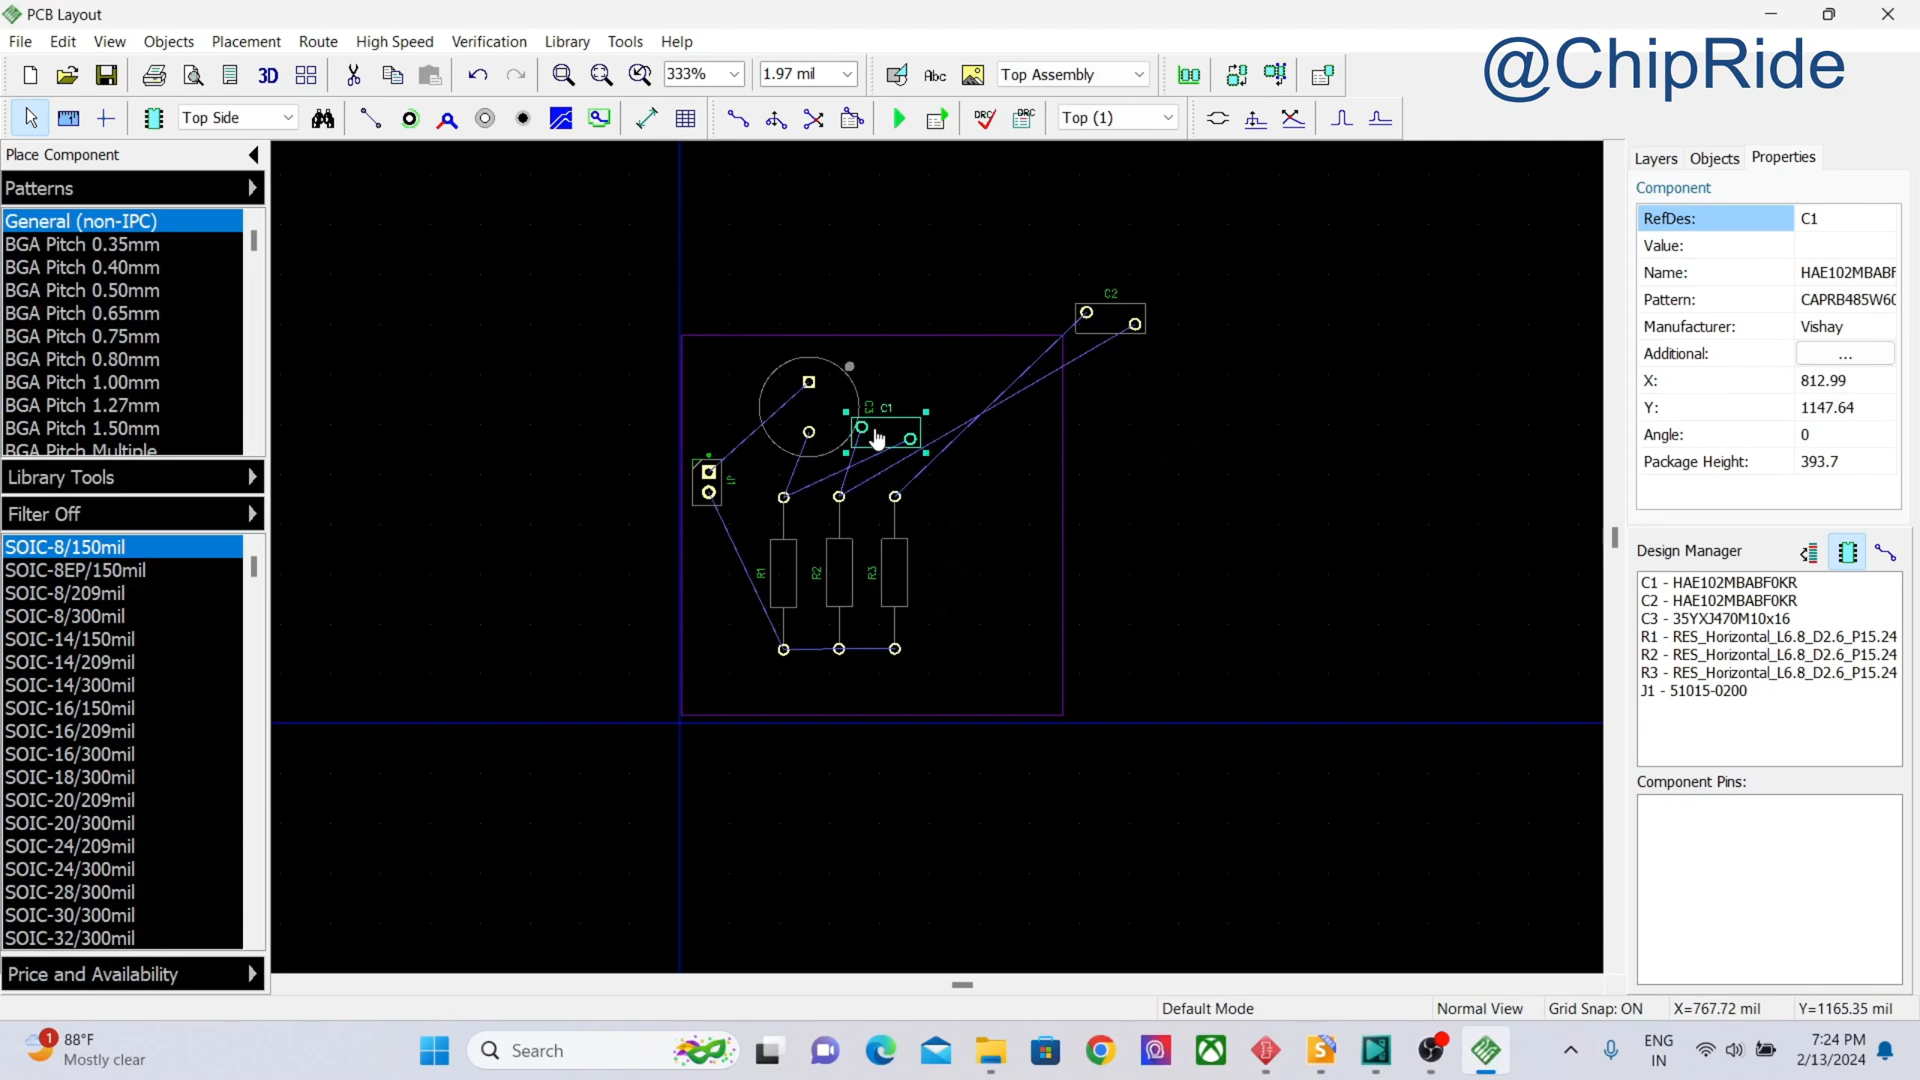 PCB Layout
File Edit View Objects Placement Route High Speed Verification Library Tools Help
@ChipRide
3D 333% 1.97 mil Abc Top Assembly
Top Side DRC DRC Top (1)
Place Component
Patterns
General (non-IPC)
BGA Pitch 0.35mm
BGA Pitch 0.40mm
BGA Pitch 0.50mm
BGA Pitch 0.65mm
BGA Pitch 0.75mm
BGA Pitch 0.80mm
BGA Pitch 1.00mm
BGA Pitch 1.27mm
BGA Pitch 1.50mm
BGA Pitch Multiple
Library Tools
Filter Off
SOIC-8/150mil
SOIC-8EP/150mil
SOIC-8/209mil
SOIC-8/300mil
SOIC-14/150mil
SOIC-14/209mil
SOIC-14/300mil
SOIC-16/150mil
SOIC-16/209mil
SOIC-16/300mil
SOIC-18/300mil
SOIC-20/209mil
SOIC-20/300mil
SOIC-24/209mil
SOIC-24/300mil
SOIC-28/300mil
SOIC-30/300mil
SOIC-32/300mil
Price and Availability
C2
C3 C1
J1
R1 R2 R3
Layers Objects Properties
Component
RefDes: C1
Value:
Name: HAE102MBABF
Pattern: CAPRB485W60
Manufacturer: Vishay
Additional: ...
X: 812.99
Y: 1147.64
Angle: 0
Package Height: 393.7
Design Manager
C1 - HAE102MBABF0KR
C2 - HAE102MBABF0KR
C3 - 35YXJ470M10x16
R1 - RES_Horizontal_L6.8_D2.6_P15.24
R2 - RES_Horizontal_L6.8_D2.6_P15.24
R3 - RES_Horizontal_L6.8_D2.6_P15.24
J1 - 51015-0200
Component Pins:
Default Mode Normal View Grid Snap: ON X=767.72 mil Y=1165.35 mil
1 88°F
Mostly clear
Search
ENG
IN
7:24 PM
2/13/2024